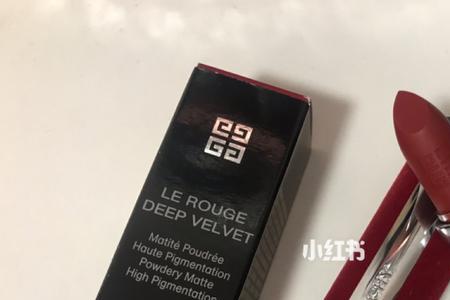 LE ROUGE
DEEP VELVET
Matité Poudrée
Haute Pigmentation
Powdery Matte
High Pigmentation
小红书